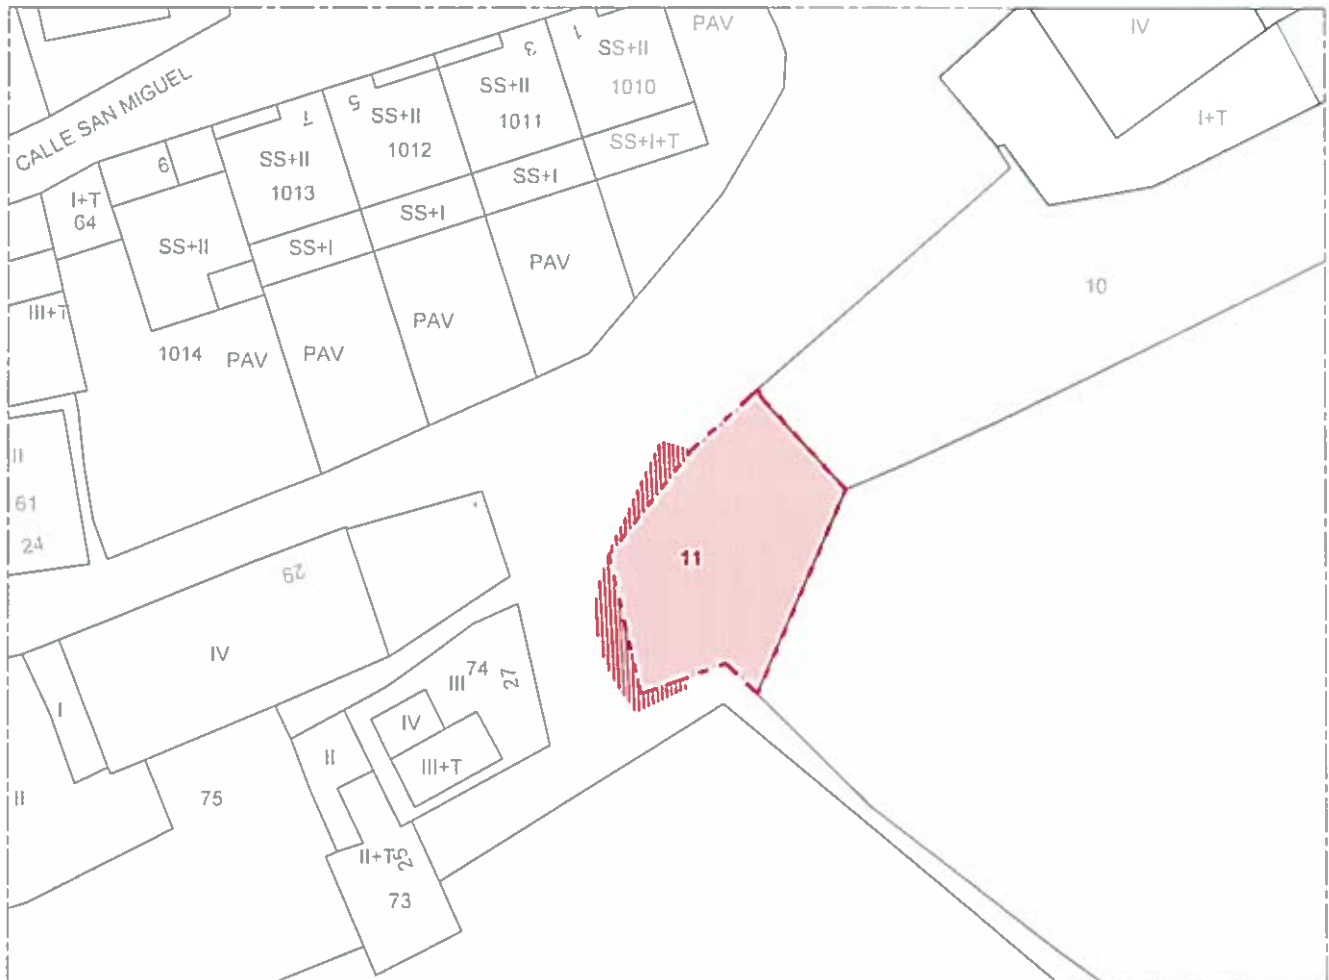 PAV
IV
SS+II
1010
3
1
SS+II
1011
5
SS+II
1012
7
SS+II
1013
I+T
CALLE SAN MIGUEL
9
SS+I+T
SS+I
SS+I
SS+I
I+T
64
SS+II
PAV
10
III+T
PAV
1014
PAV
PAV
II
61
24
29
11
IV
III
74
27
I
IV
II
III+T
II
75
II+T
25
73